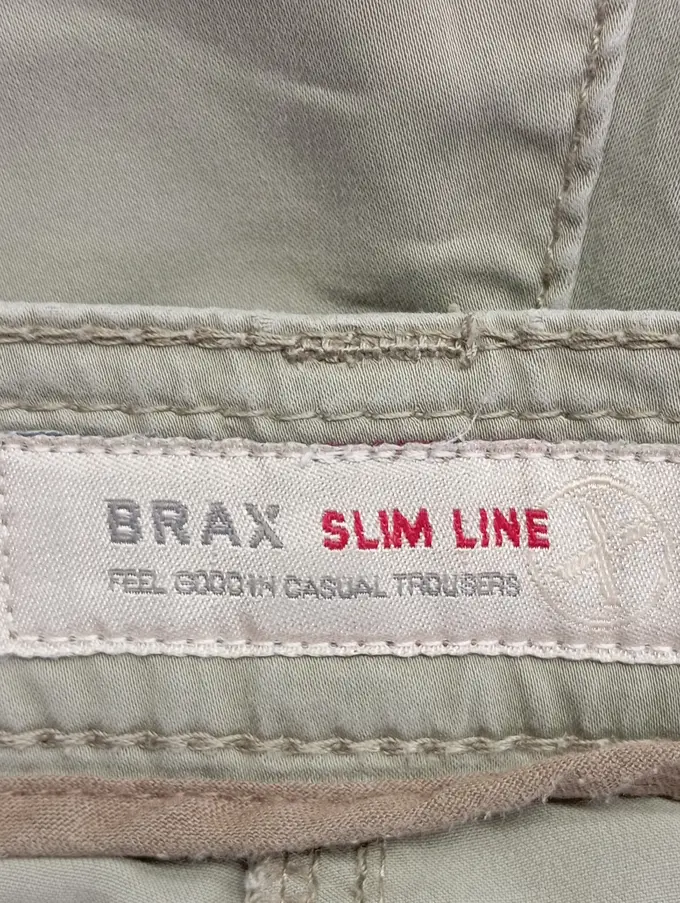 BRAX SLIM LINE
FEEL GOOD IN CASUAL TROUSERS